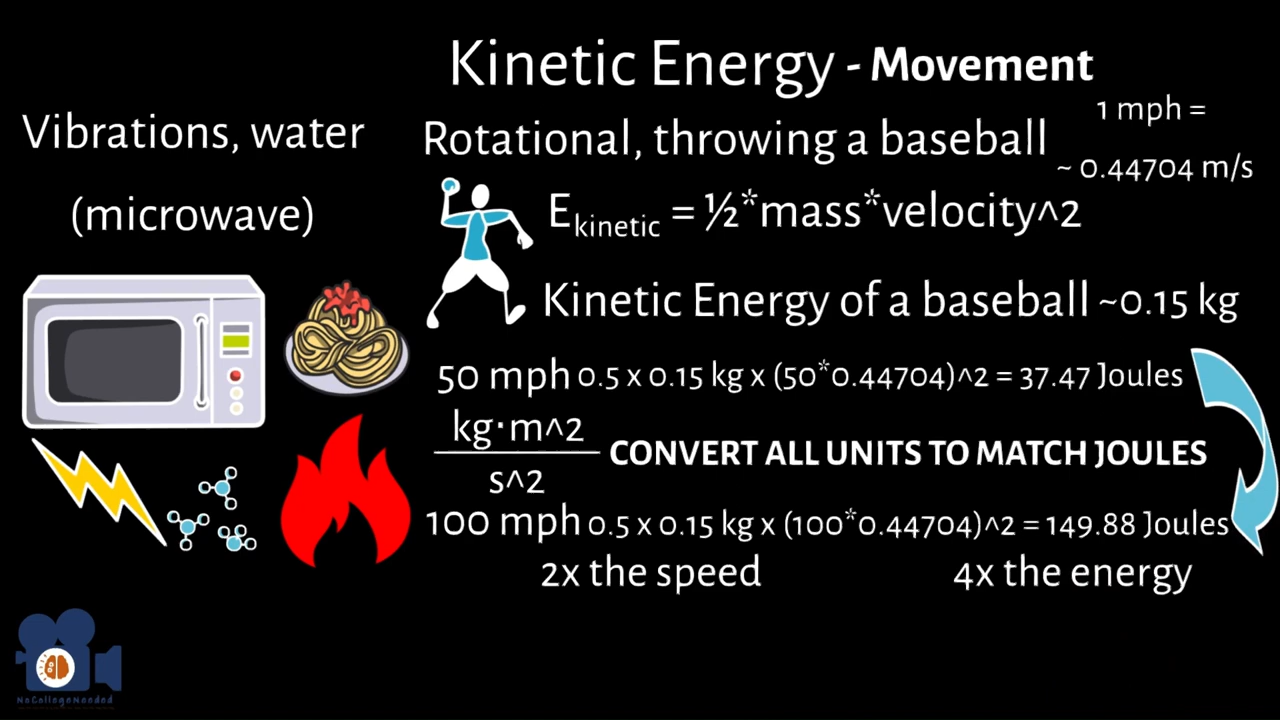 Kinetic Energy - Movement
Vibrations, water
(microwave)
Rotational, throwing a baseball
1 mph =
~ 0.44704 m/s
E kinetic = ½*mass*velocity^2
Kinetic Energy of a baseball ~0.15 kg
50 mph 0.5 x 0.15 kg x (50*0.44704)^2 = 37.47 Joules
kg·m^2
s^2
CONVERT ALL UNITS TO MATCH JOULES
100 mph 0.5 x 0.15 kg x (100*0.44704)^2 = 149.88 Joules
2x the speed
4x the energy
NoCollegeNeeded